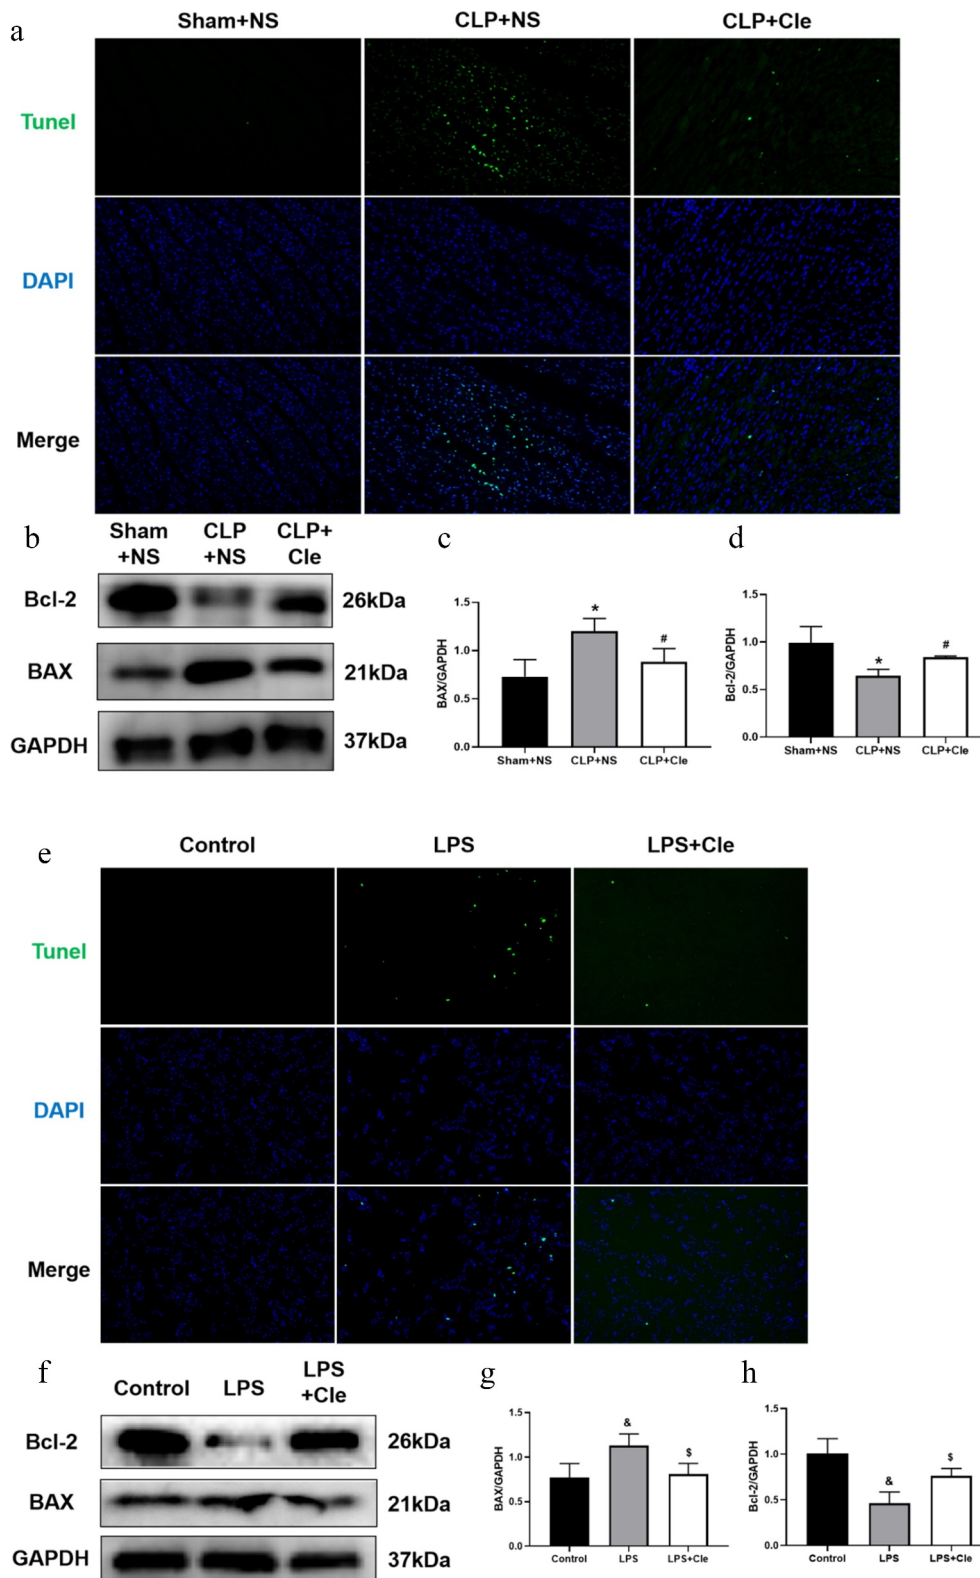 a
Sham+NS CLP+NS CLP+Cle
Tunel
DAPI
Merge
b
Sham
+NS
CLP
+NS
CLP+
Cle
Bcl-2 26kDa
BAX 21kDa
GAPDH 37kDa
c
BAX/GAPDH
1.5
1.0
0.5
0.0
*
#
Sham+NS CLP+NS CLP+Cle
d
Bcl-2/GAPDH
1.5
1.0
0.5
0.0
*
#
Sham+NS CLP+NS CLP+Cle
e
Control LPS LPS+Cle
Tunel
DAPI
Merge
f
Control LPS
LPS
+Cle
Bcl-2 26kDa
BAX 21kDa
GAPDH 37kDa
g
BAX/GAPDH
1.5
1.0
0.5
0.0
&
$
Control LPS LPS+Cle
h
Bcl-2/GAPDH
1.5
1.0
0.5
0.0
&
$
Control LPS LPS+Cle